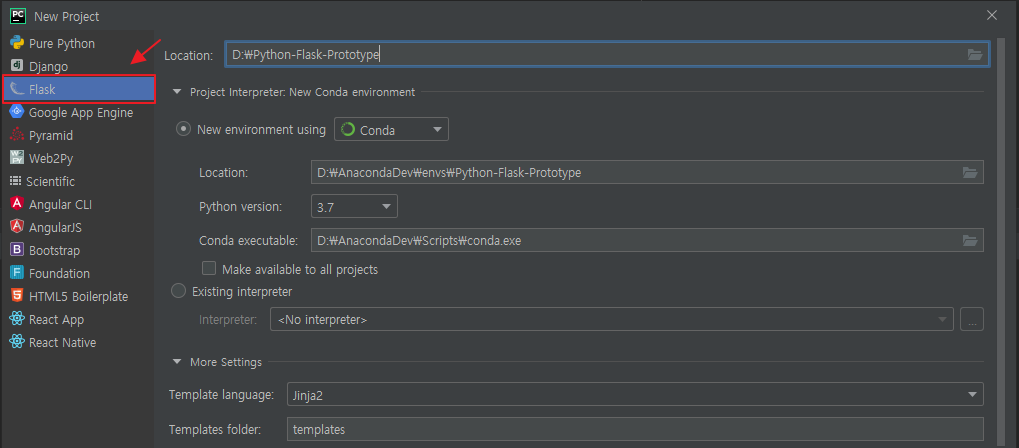 New Project
Pure Python
Django
Flask
Google App Engine
Pyramid
Web2Py
Scientific
Angular CLI
AngularJS
Bootstrap
Foundation
HTML5 Boilerplate
React App
React Native
Location: D:₩Python-Flask-Prototype
Project Interpreter: New Conda environment
New environment using Conda
Location: D:₩AnacondaDev₩envs₩Python-Flask-Prototype
Python version: 3.7
Conda executable: D:₩AnacondaDev₩Scripts₩conda.exe
Make available to all projects
Existing interpreter
Interpreter: <No interpreter> ...
More Settings
Template language: Jinja2
Templates folder: templates